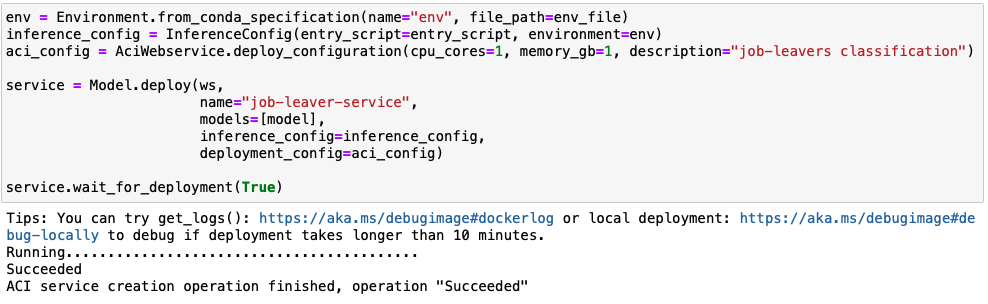 env = Environment.from_conda_specification(name="env", file_path=env_file)
inference_config = InferenceConfig(entry_script=entry_script, environment=env)
aci_config = AciWebservice.deploy_configuration(cpu_cores=1, memory_gb=1, description="job-leavers classification")

service = Model.deploy(ws,
                       name="job-leaver-service",
                       models=[model],
                       inference_config=inference_config,
                       deployment_config=aci_config)

service.wait_for_deployment(True)

Tips: You can try get_logs(): https://aka.ms/debugimage#dockerlog or local deployment: https://aka.ms/debugimage#de
bug-locally to debug if deployment takes longer than 10 minutes.
Running..........................................
Succeeded
ACI service creation operation finished, operation "Succeeded"